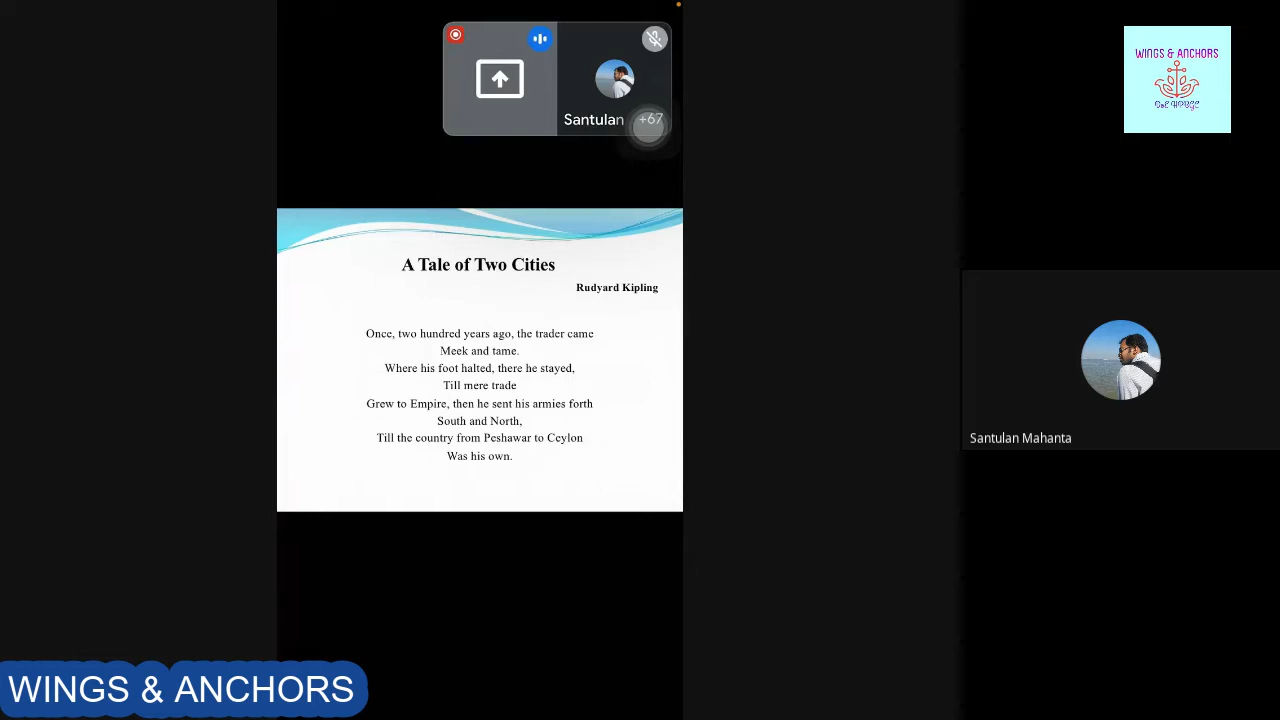 WINGS & ANCHORS
Santulan +67
A Tale of Two Cities
Rudyard Kipling
Once, two hundred years ago, the trader came
Meek and tame.
Where his foot halted, there he stayed,
Till mere trade
Grew to Empire, then he sent his armies forth
South and North,
Till the country from Peshawar to Ceylon
Was his own.
Santulan Mahanta
WINGS & ANCHORS